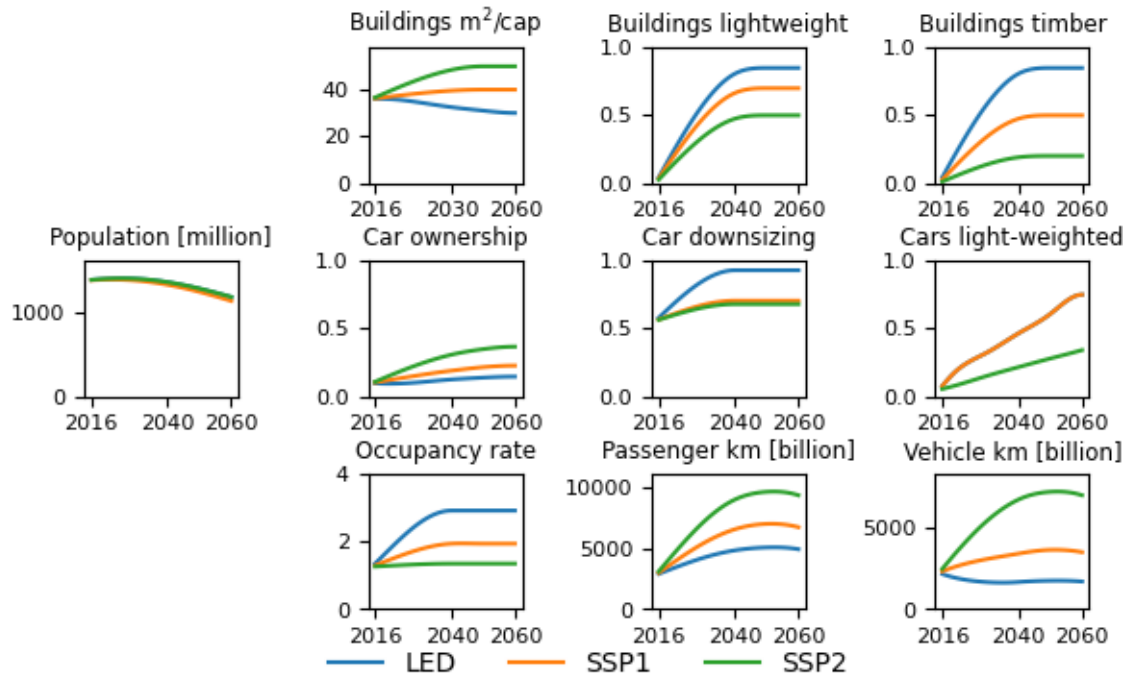 Buildings m²/cap
Buildings lightweight
Buildings timber
40
20
0
2016 2030 2060
1.0
0.5
0.0
2016 2040 2060
1.0
0.5
0.0
2016 2040 2060
Population [million]
Car ownership
Car downsizing
Cars light-weighted
1000
0
2016 2040 2060
1.0
0.5
0.0
2016 2040 2060
1.0
0.5
0.0
2016 2040 2060
1.0
0.5
0.0
2016 2040 2060
Occupancy rate
Passenger km [billion]
Vehicle km [billion]
4
2
0
2016 2040 2060
10000
5000
0
2016 2040 2060
5000
0
2016 2040 2060
LED SSP1 SSP2